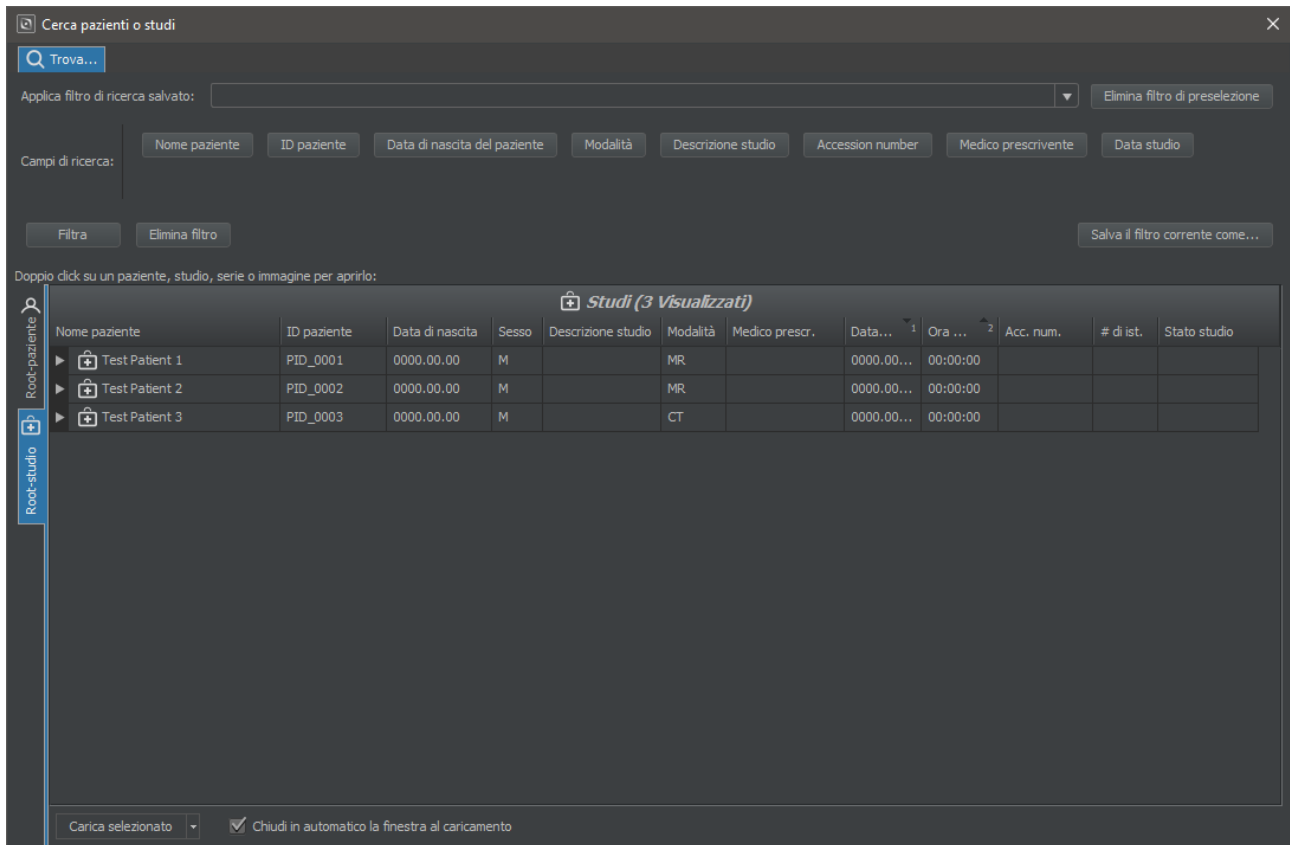 Cerca pazienti o studi
Trova...
Applica filtro di ricerca salvato: Elimina filtro di preselezione
Campi di ricerca: Nome paziente ID paziente Data di nascita del paziente Modalità Descrizione studio Accession number Medico prescrivente Data studio
Filtra Elimina filtro Salva il filtro corrente come...
Doppio click su un paziente, studio, serie o immagine per aprirlo:
Root-paziente
Root-studio
Studi (3 Visualizzati)
Nome paziente ID paziente Data di nascita Sesso Descrizione studio Modalità Medico prescr. Data... 1 Ora ... 2 Acc. num. # di ist. Stato studio
Test Patient 1 PID_0001 0000.00.00 M MR 0000.00... 00:00:00
Test Patient 2 PID_0002 0000.00.00 M MR 0000.00... 00:00:00
Test Patient 3 PID_0003 0000.00.00 M CT 0000.00... 00:00:00
Carica selezionato Chiudi in automatico la finestra al caricamento